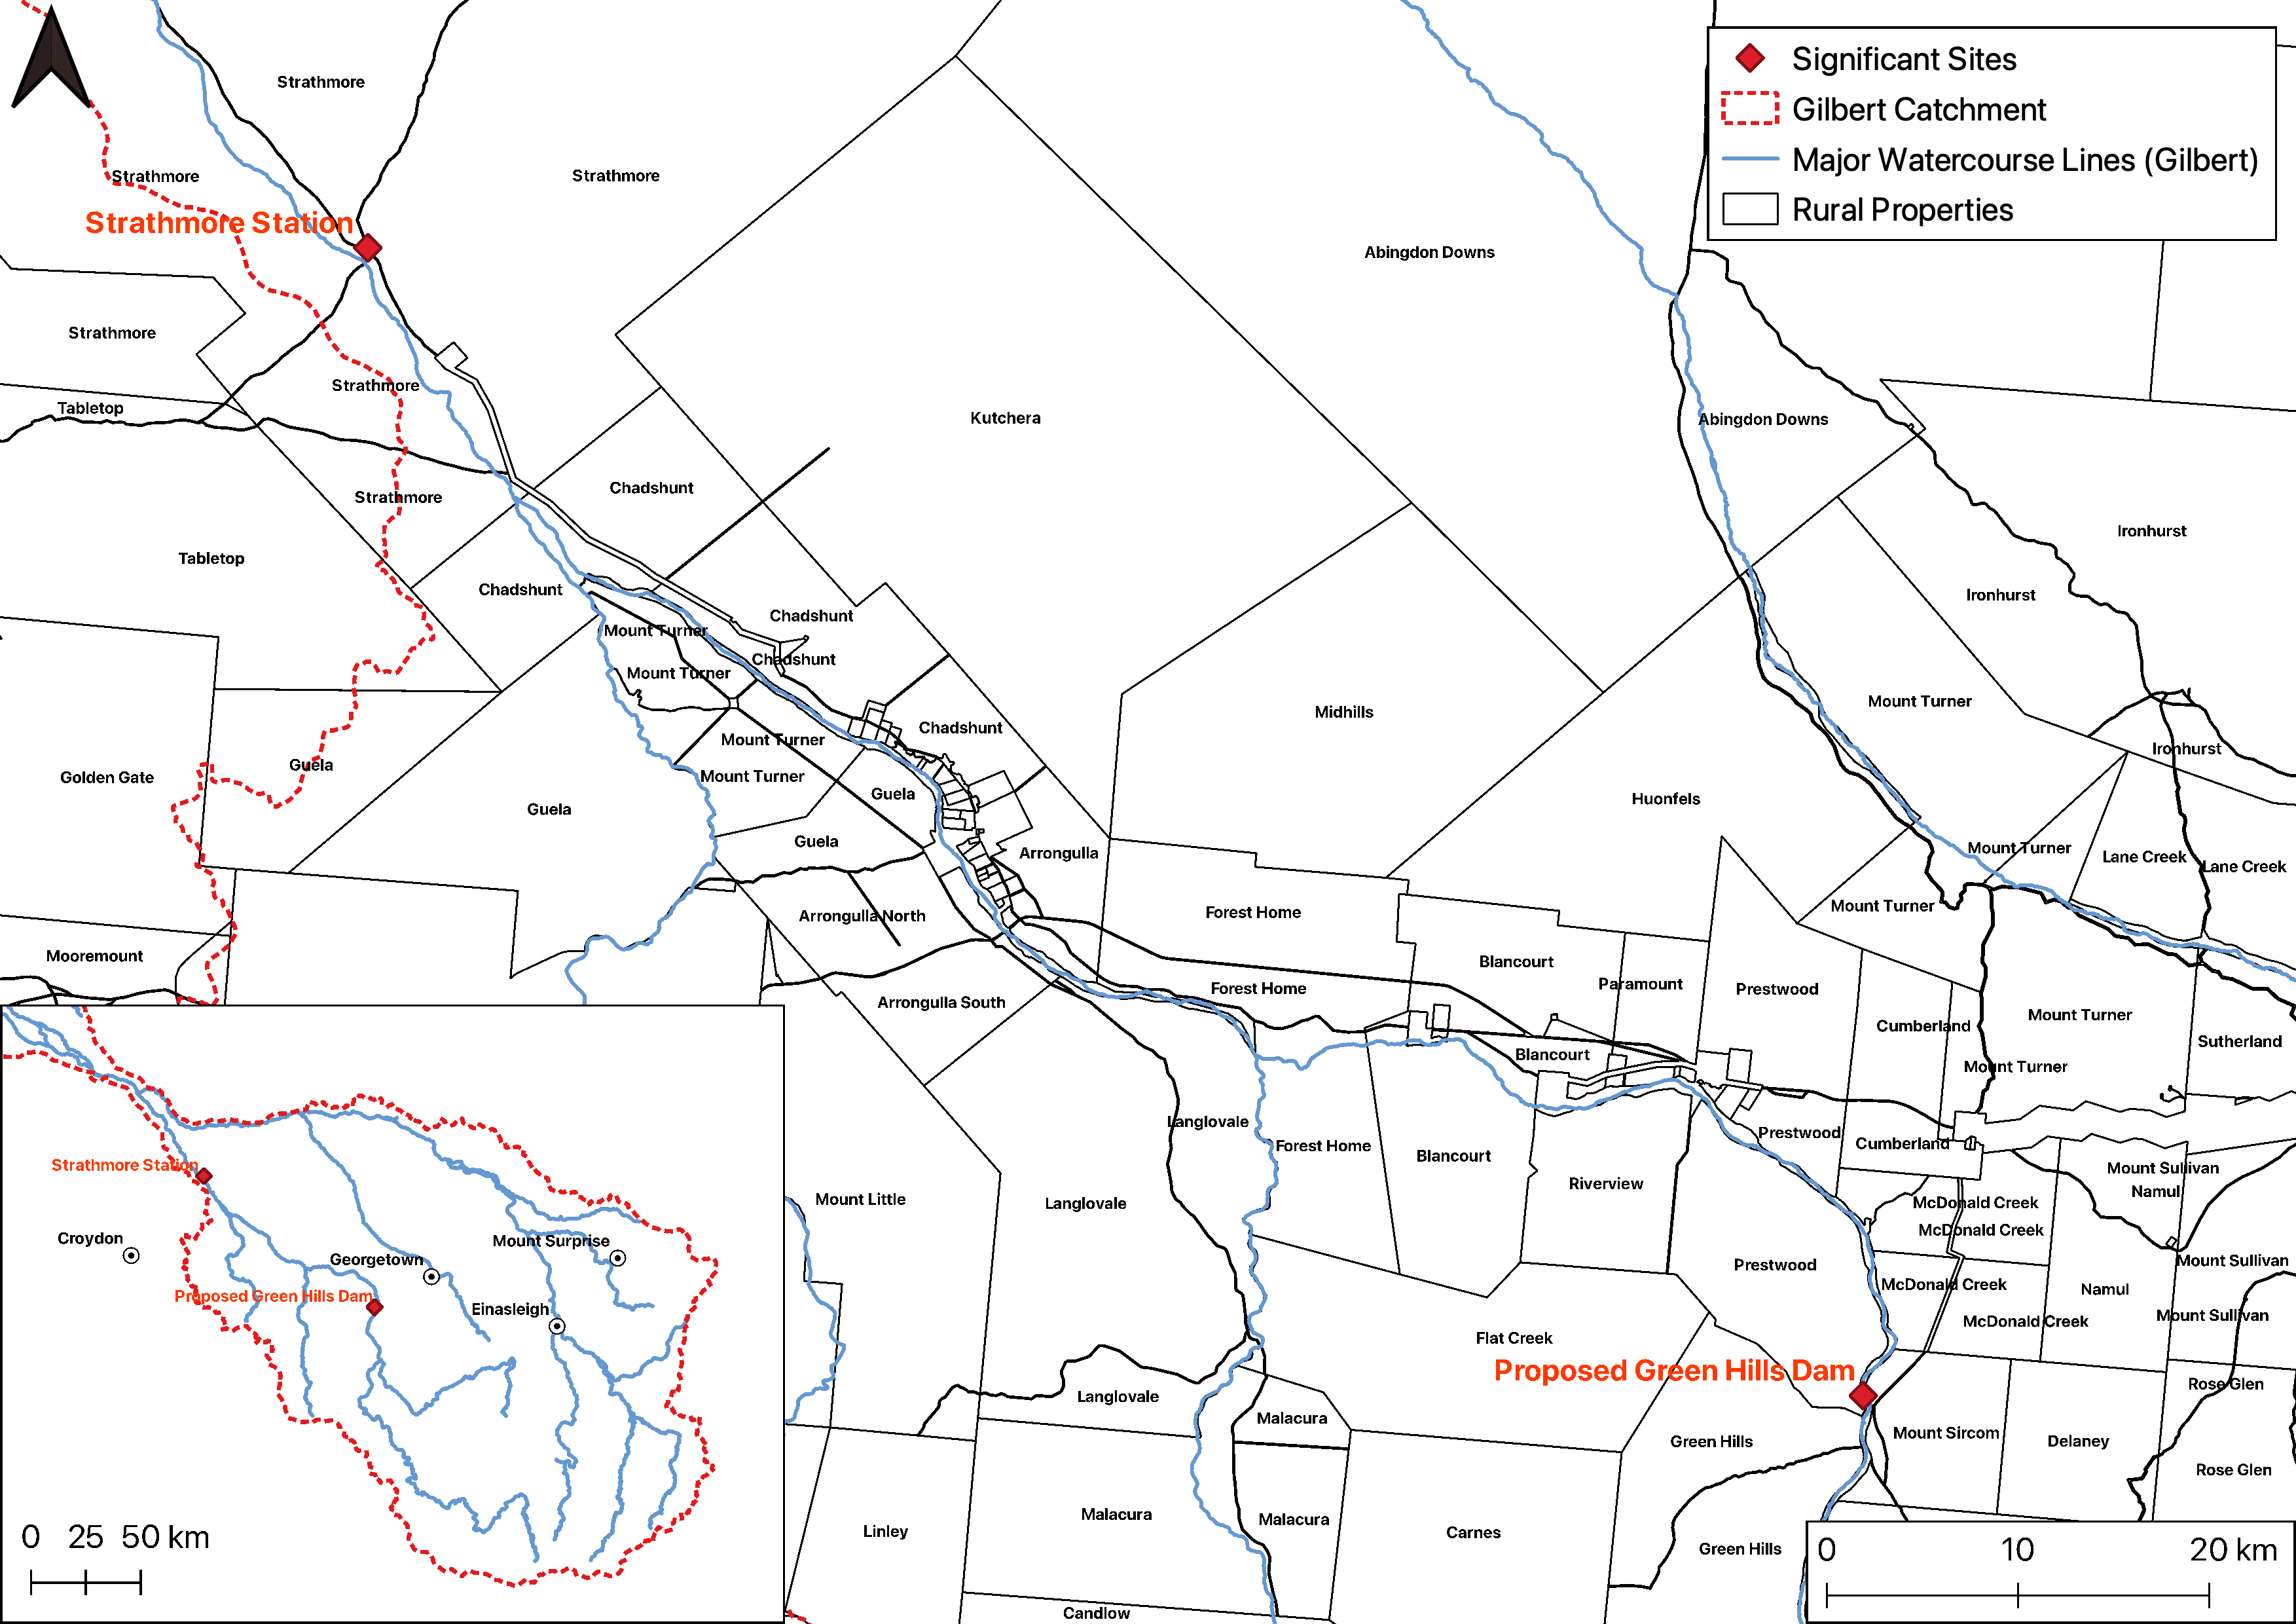 Significant Sites
Gilbert Catchment
Major Watercourse Lines (Gilbert)
Rural Properties
Strathmore
Strathmore
Strathmore
Strathmore Station
Abingdon Downs
Strathmore
Strathmore
Tabletop
Kutchera
Abingdon Downs
Chadshunt
Strathmore
Ironhurst
Tabletop
Chadshunt
Ironhurst
Chadshunt
Mount Turner
Chadshunt
Mount Turner
Mount Turner
Midhills
Chadshunt
Mount Turner
Ironhurst
Guela
Mount Turner
Golden Gate
Guela
Huonfels
Guela
Guela
Mount Turner
Arrongulla
Lane Creek
Lane Creek
Mount Turner
Forest Home
Arrongulla North
Mooremount
Blancourt
Paramount
Forest Home
Prestwood
Arrongulla South
Mount Turner
Cumberland
Sutherland
Blancourt
Mount Turner
Langlovale
Prestwood
Cumberland
Forest Home
Blancourt
Mount Sullivan
Riverview
Namul
Mount Little
Langlovale
McDonald Creek
McDonald Creek
Mount Sullivan
Prestwood
McDonald Creek
Namul
Mount Sullivan
McDonald Creek
Flat Creek
Proposed Green Hills Dam
Rose Glen
Langlovale
Malacura
Mount Sircom
Green Hills
Delaney
Rose Glen
Malacura
Malacura
Linley
Carnes
Green Hills
Candlow
Strathmore Station
Croydon
Mount Surprise
Georgetown
Proposed Green Hills Dam
Einasleigh
0 25 50 km
0 10 20 km